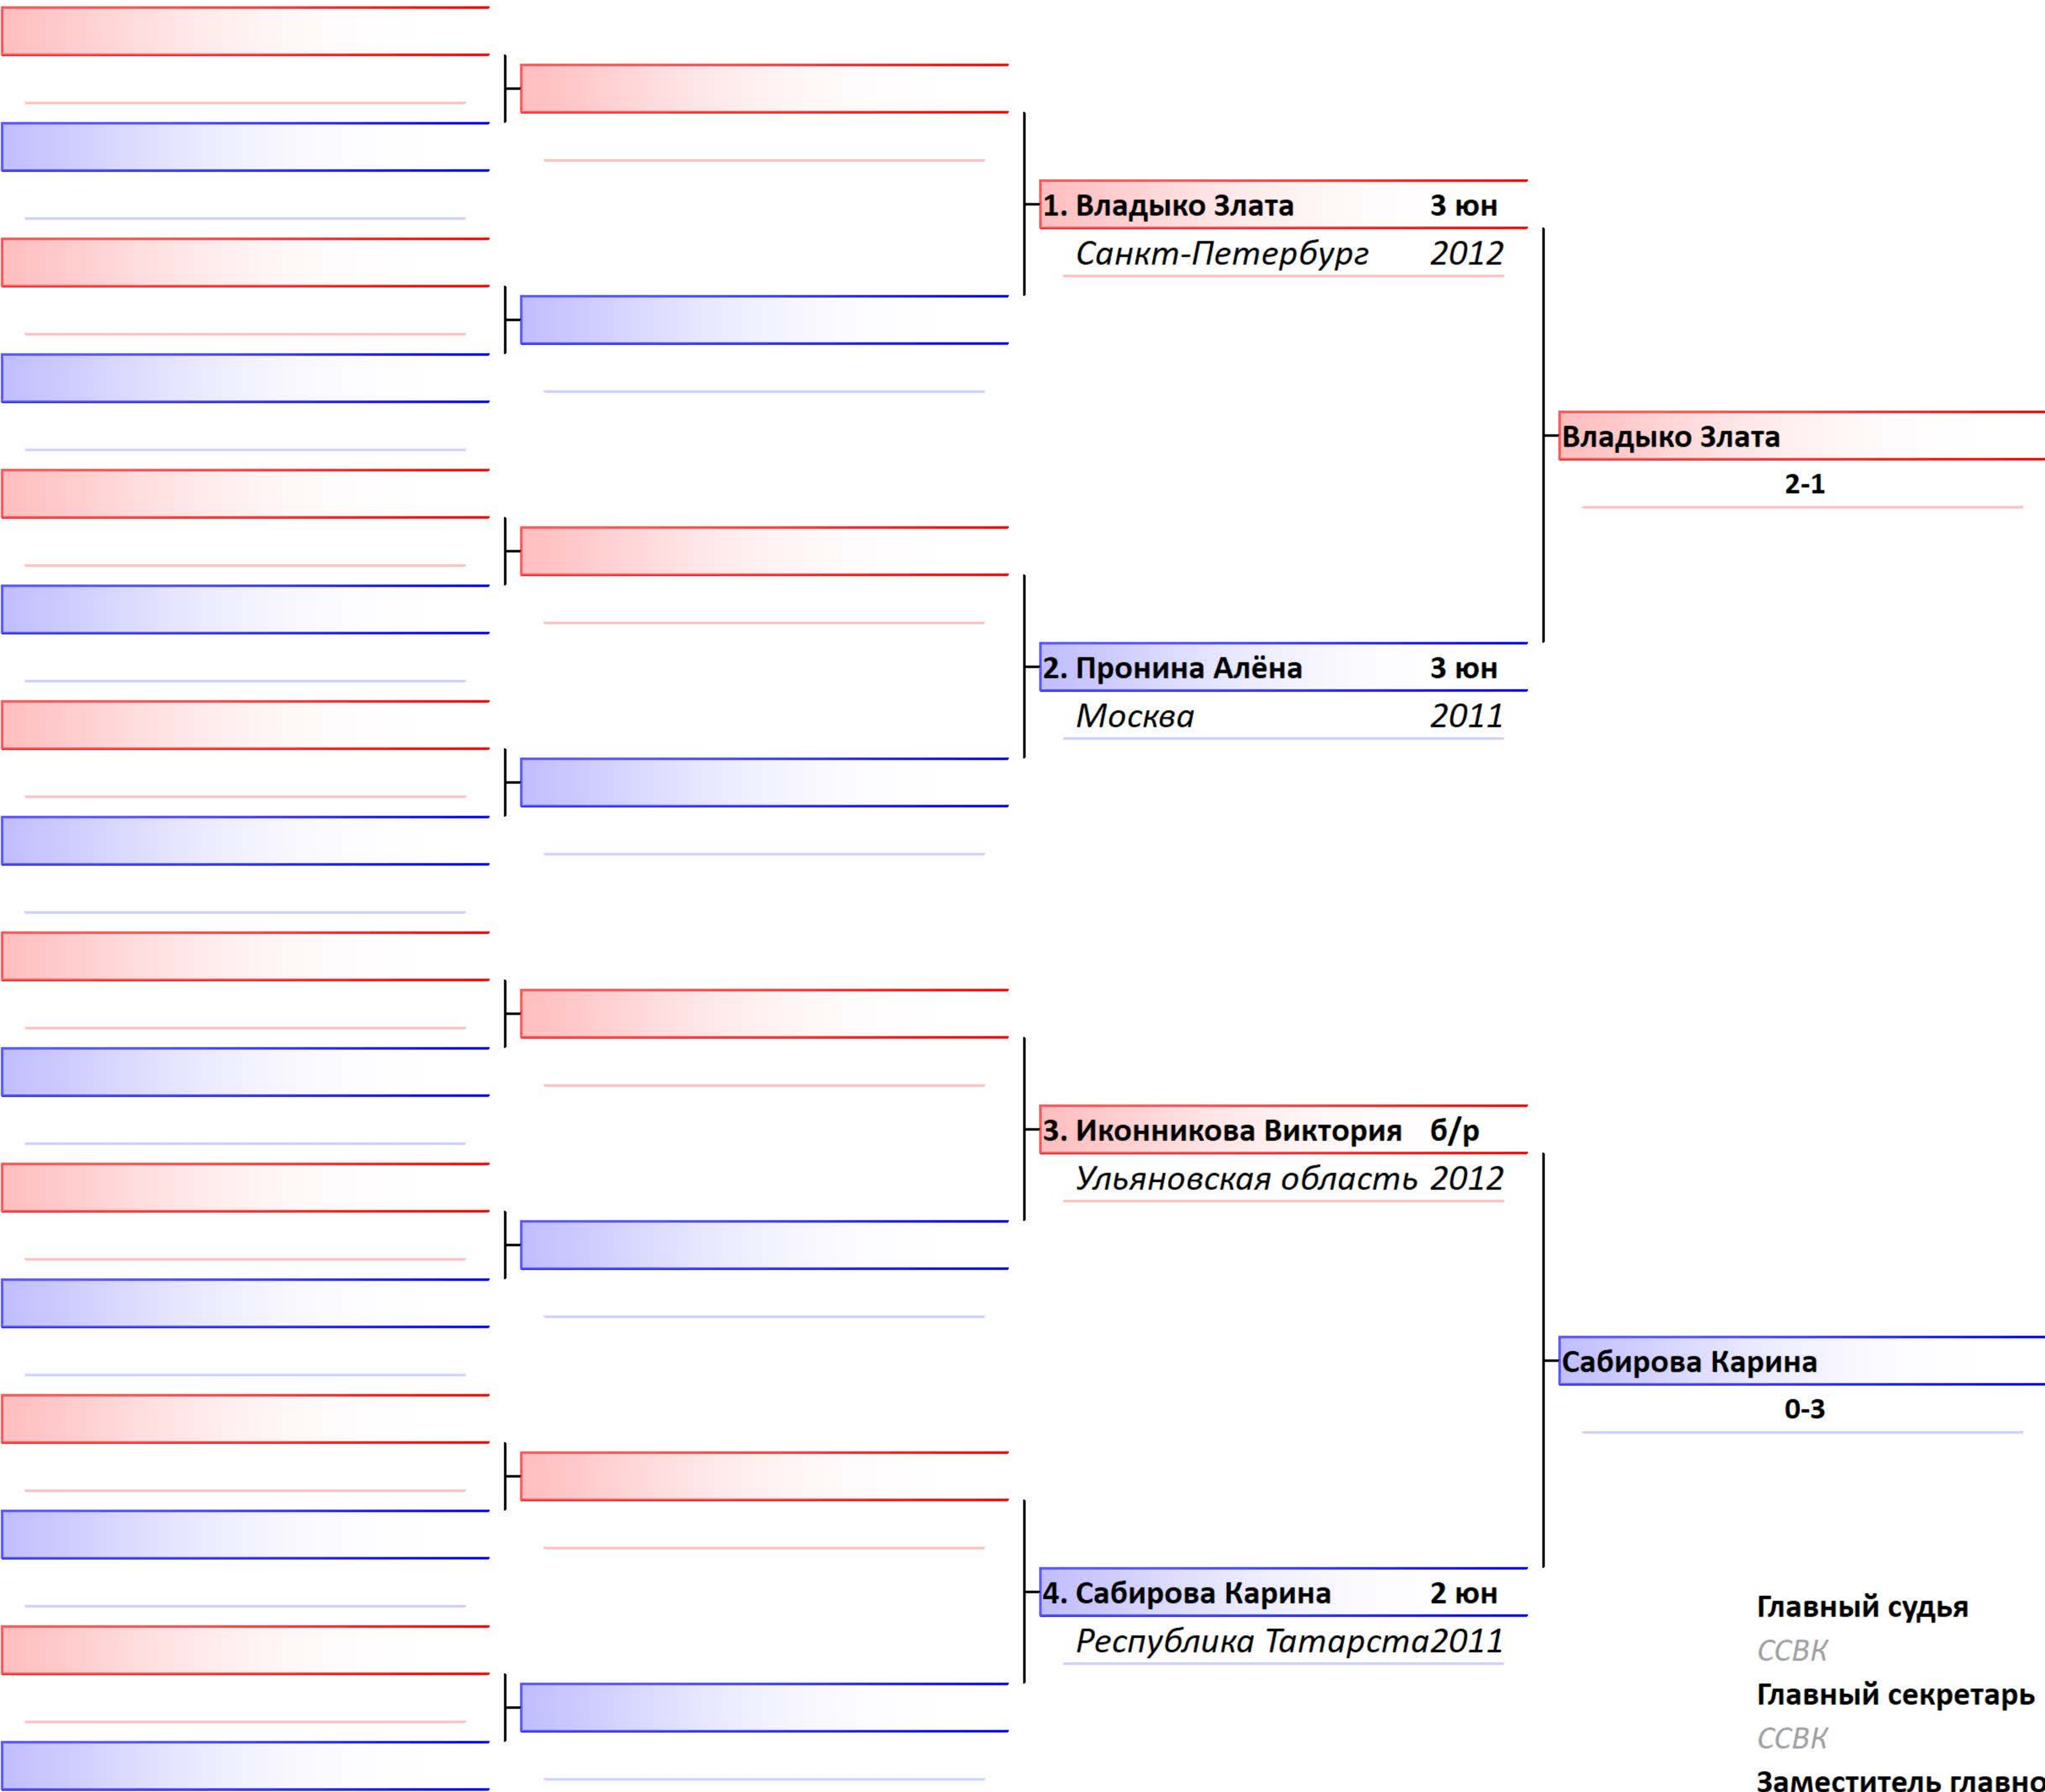 1. Владыко Злата 3 юн
Санкт-Петербург 2012
Владыко Злата
2-1
2. Пронина Алёна 3 юн
Москва 2011
3. Иконникова Виктория б/р
Ульяновская область 2012
Сабирова Карина
0-3
4. Сабирова Карина 2 юн
Республика Татарста2011
Главный судья
ССВК
Главный секретарь
ССВК
Заместитель главно